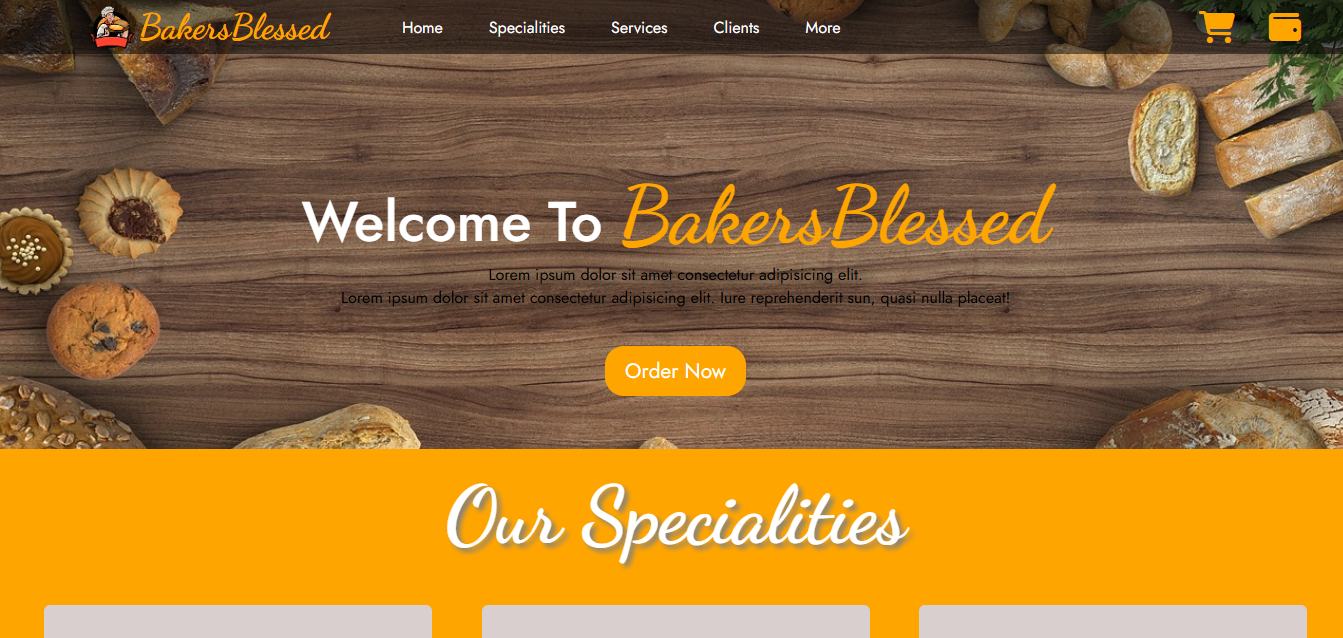 BakersBlessed
Home Specialities Services Clients More
Welcome To BakersBlessed
Lorem ipsum dolor sit amet consectetur adipisicing elit.
Lorem ipsum dolor sit amet consectetur adipisicing elit. Iure reprehenderit sun, quasi nulla placeat!
Order Now
Our Specialities